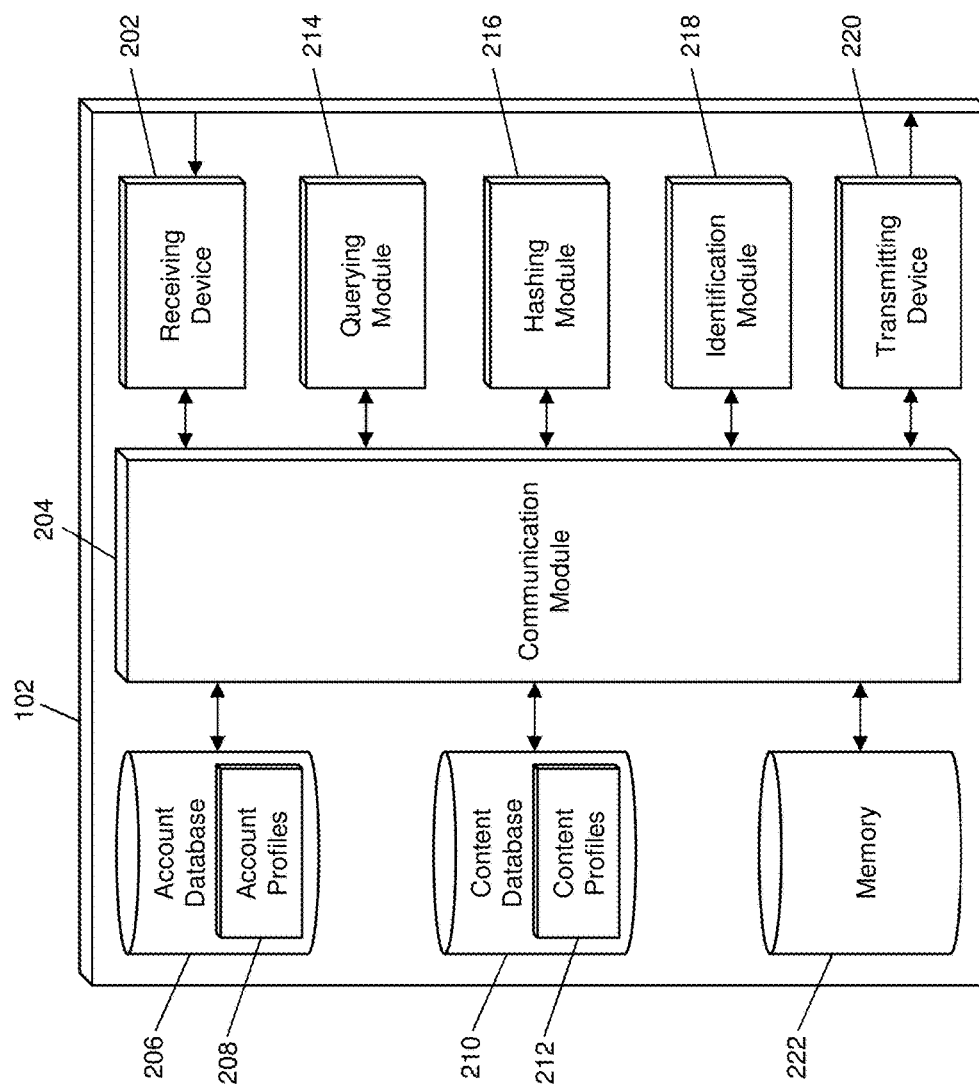 102
204
206
Account
Database
Account
Profiles
208
210
Content
Database
Content
Profiles
212
Memory
222
Communication
Module
Receiving
Device
202
Querying
Module
214
Hashing
Module
216
Identification
Module
218
Transmitting
Device
220